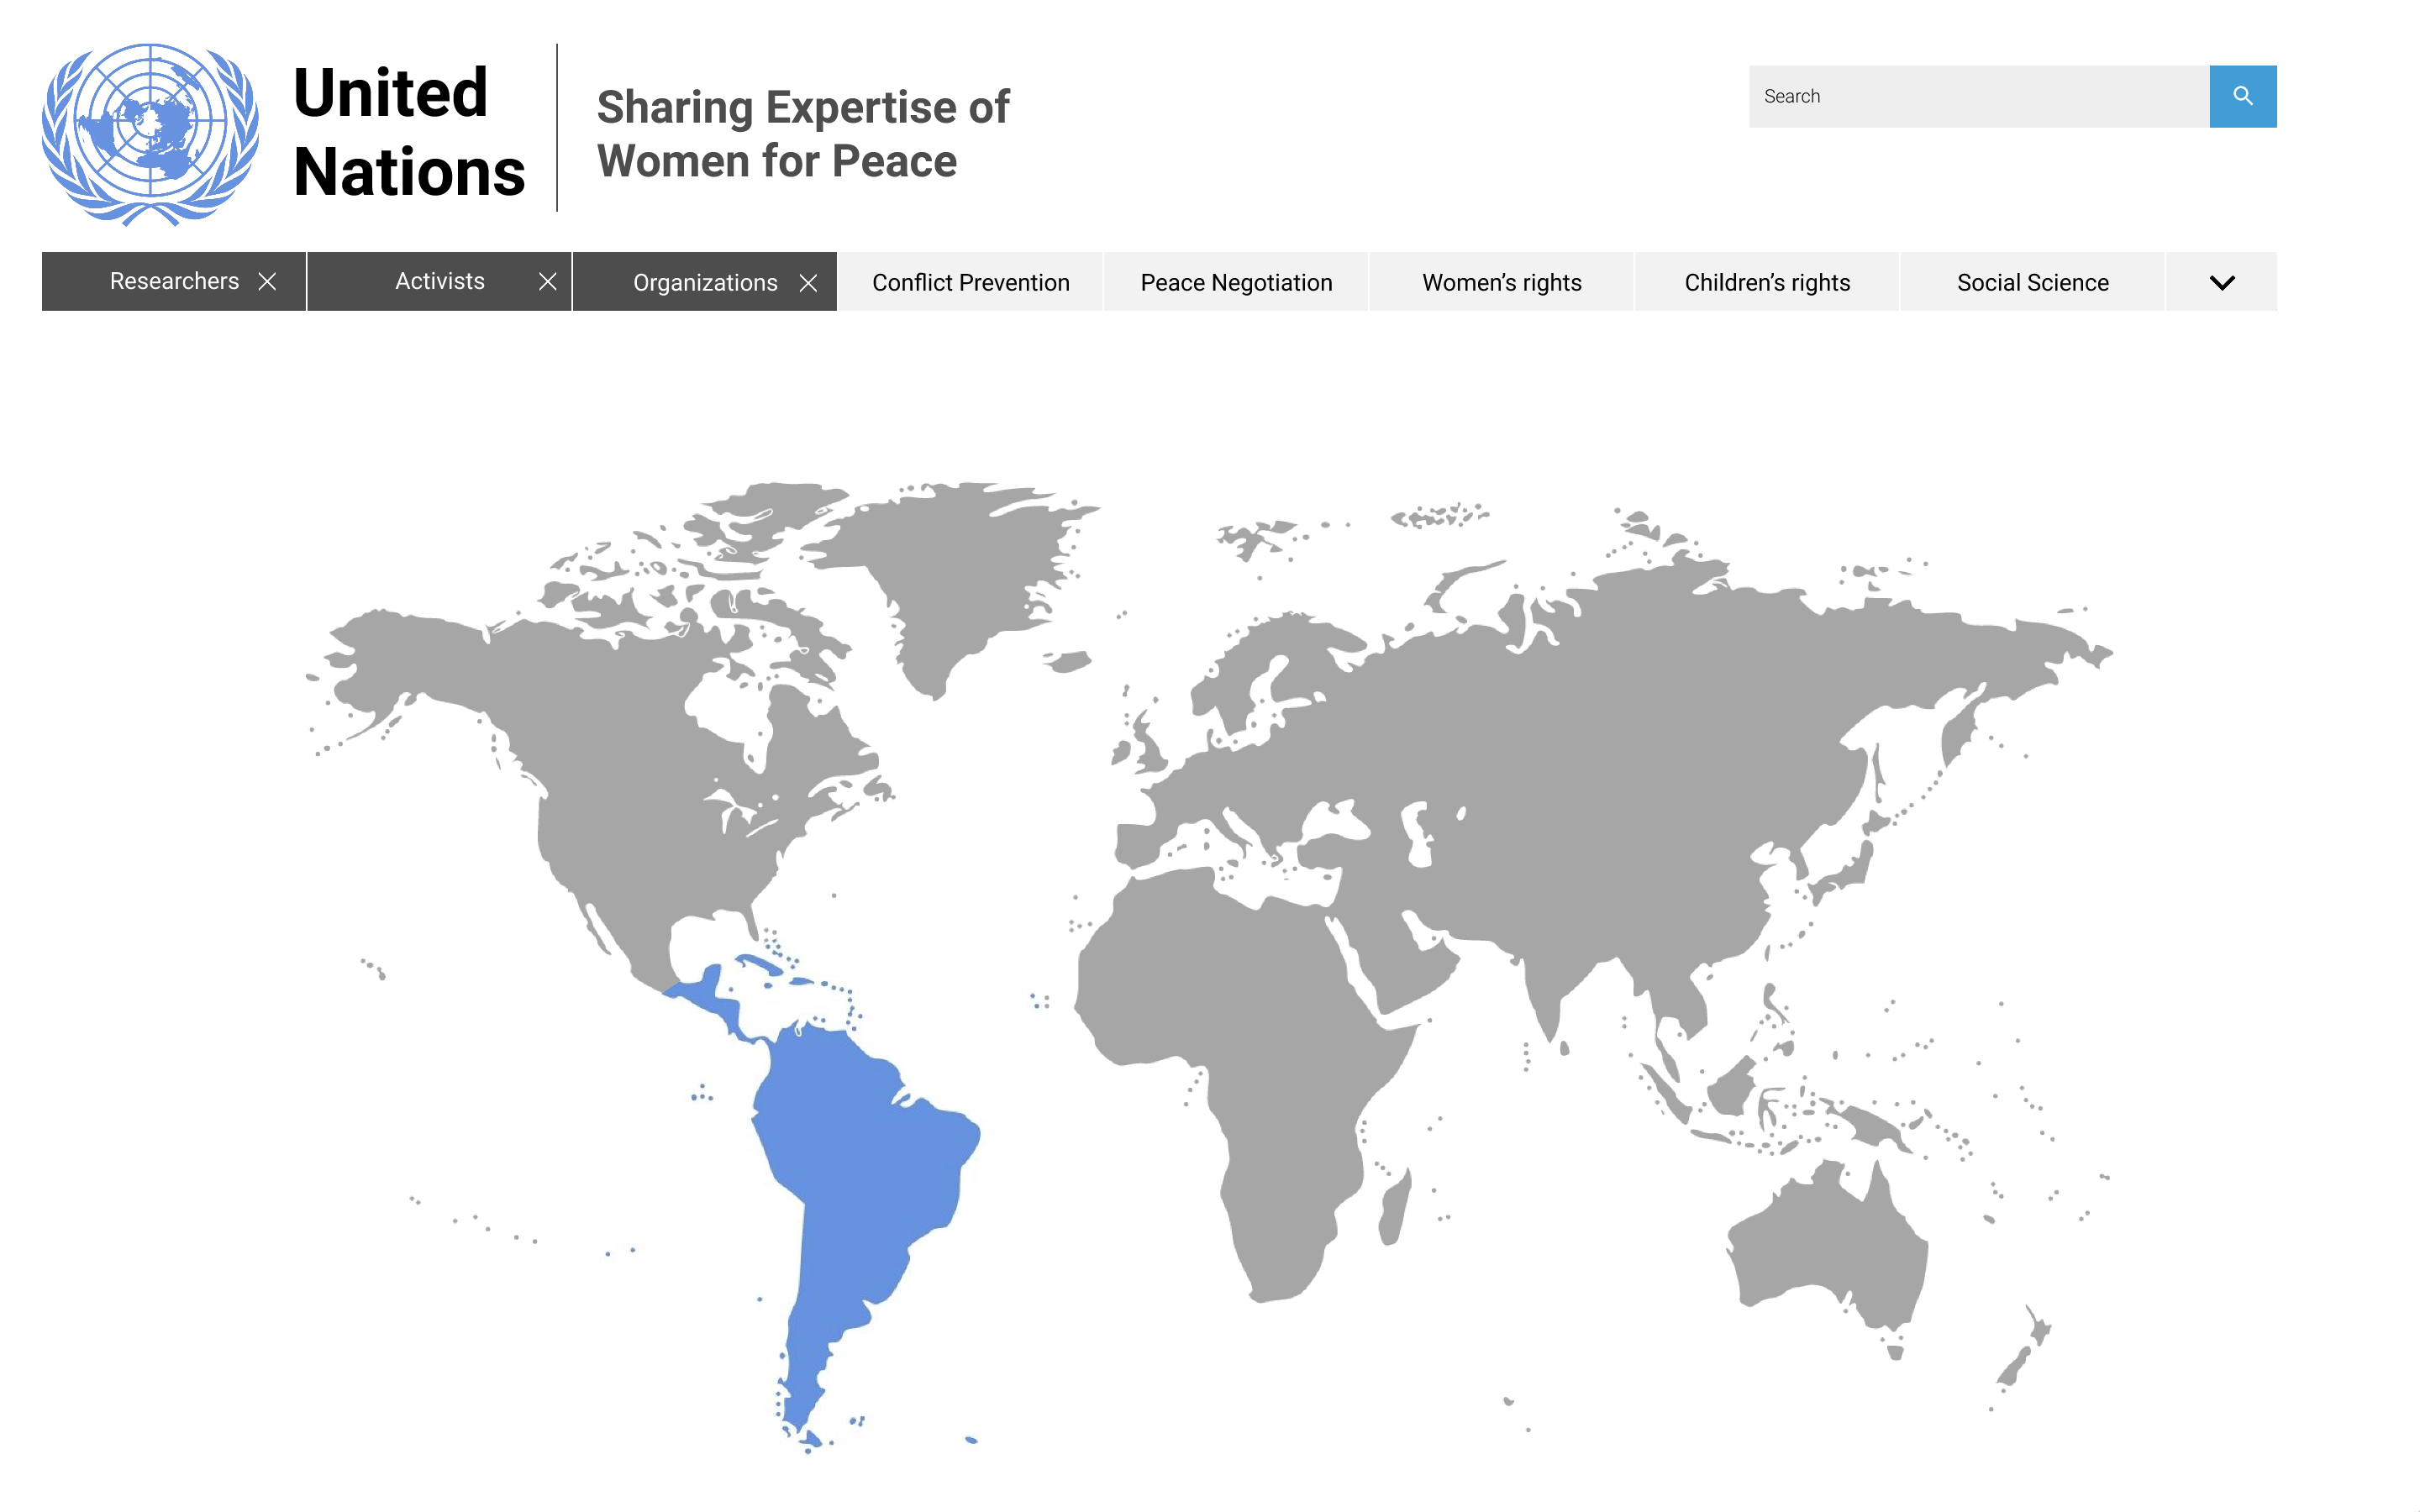 United
Nations
Sharing Expertise of
Women for Peace
Search
Researchers
Activists
Organizations
Conflict Prevention
Peace Negotiation
Women’s rights
Children’s rights
Social Science